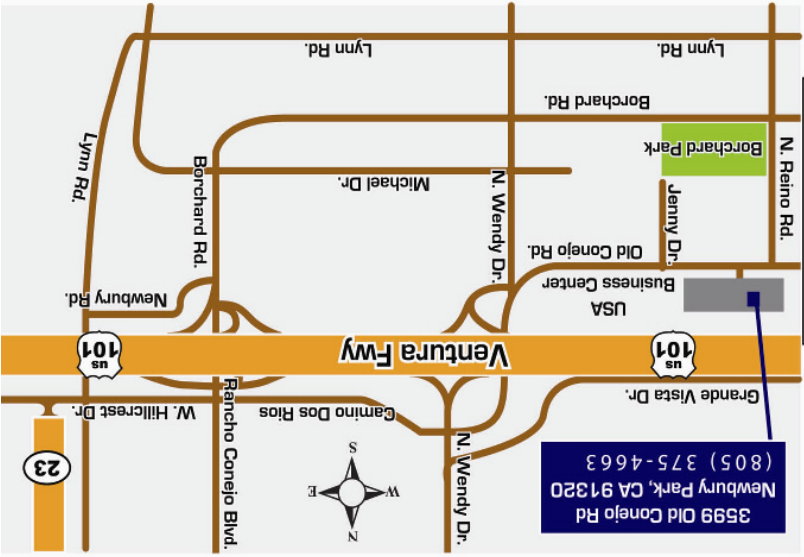 3599 Old Conejo Rd
Newbury Park, CA 91320
(805) 375-4663
N. Wendy Dr.
N
W
E
S
Rancho Conejo Blvd.
23
Grande Vista Dr.
Camino Dos Rios
W. Hillcrest Dr.
US
101
Ventura Fwy
US
101
USA
Business Center
Newbury Rd.
Old Conejo Rd.
N. Reino Rd.
Jenny Dr.
N. Wendy Dr.
Borchard Rd.
Michael Dr.
Lynn Rd.
Borchard Park
Borchard Rd.
Lynn Rd.
Lynn Rd.